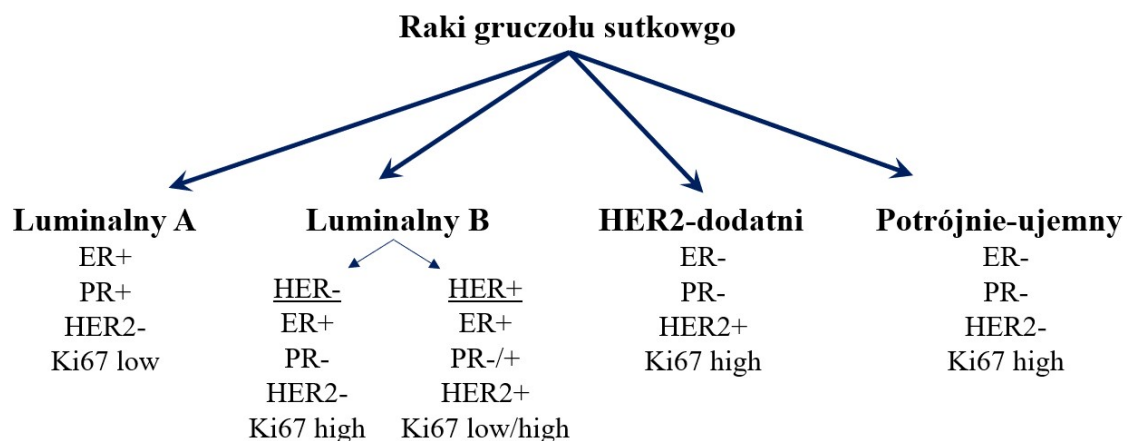 Raki gruczołu sutkowgo
Luminalny A
ER+
PR+
HER2-
Ki67 low
Luminalny B
HER-
ER+
PR-
HER2-
Ki67 high
HER+
ER+
PR-/+
HER2+
Ki67 low/high
HER2-dodatni
ER-
PR-
HER2+
Ki67 high
Potrójnie-ujemny
ER-
PR-
HER2-
Ki67 high